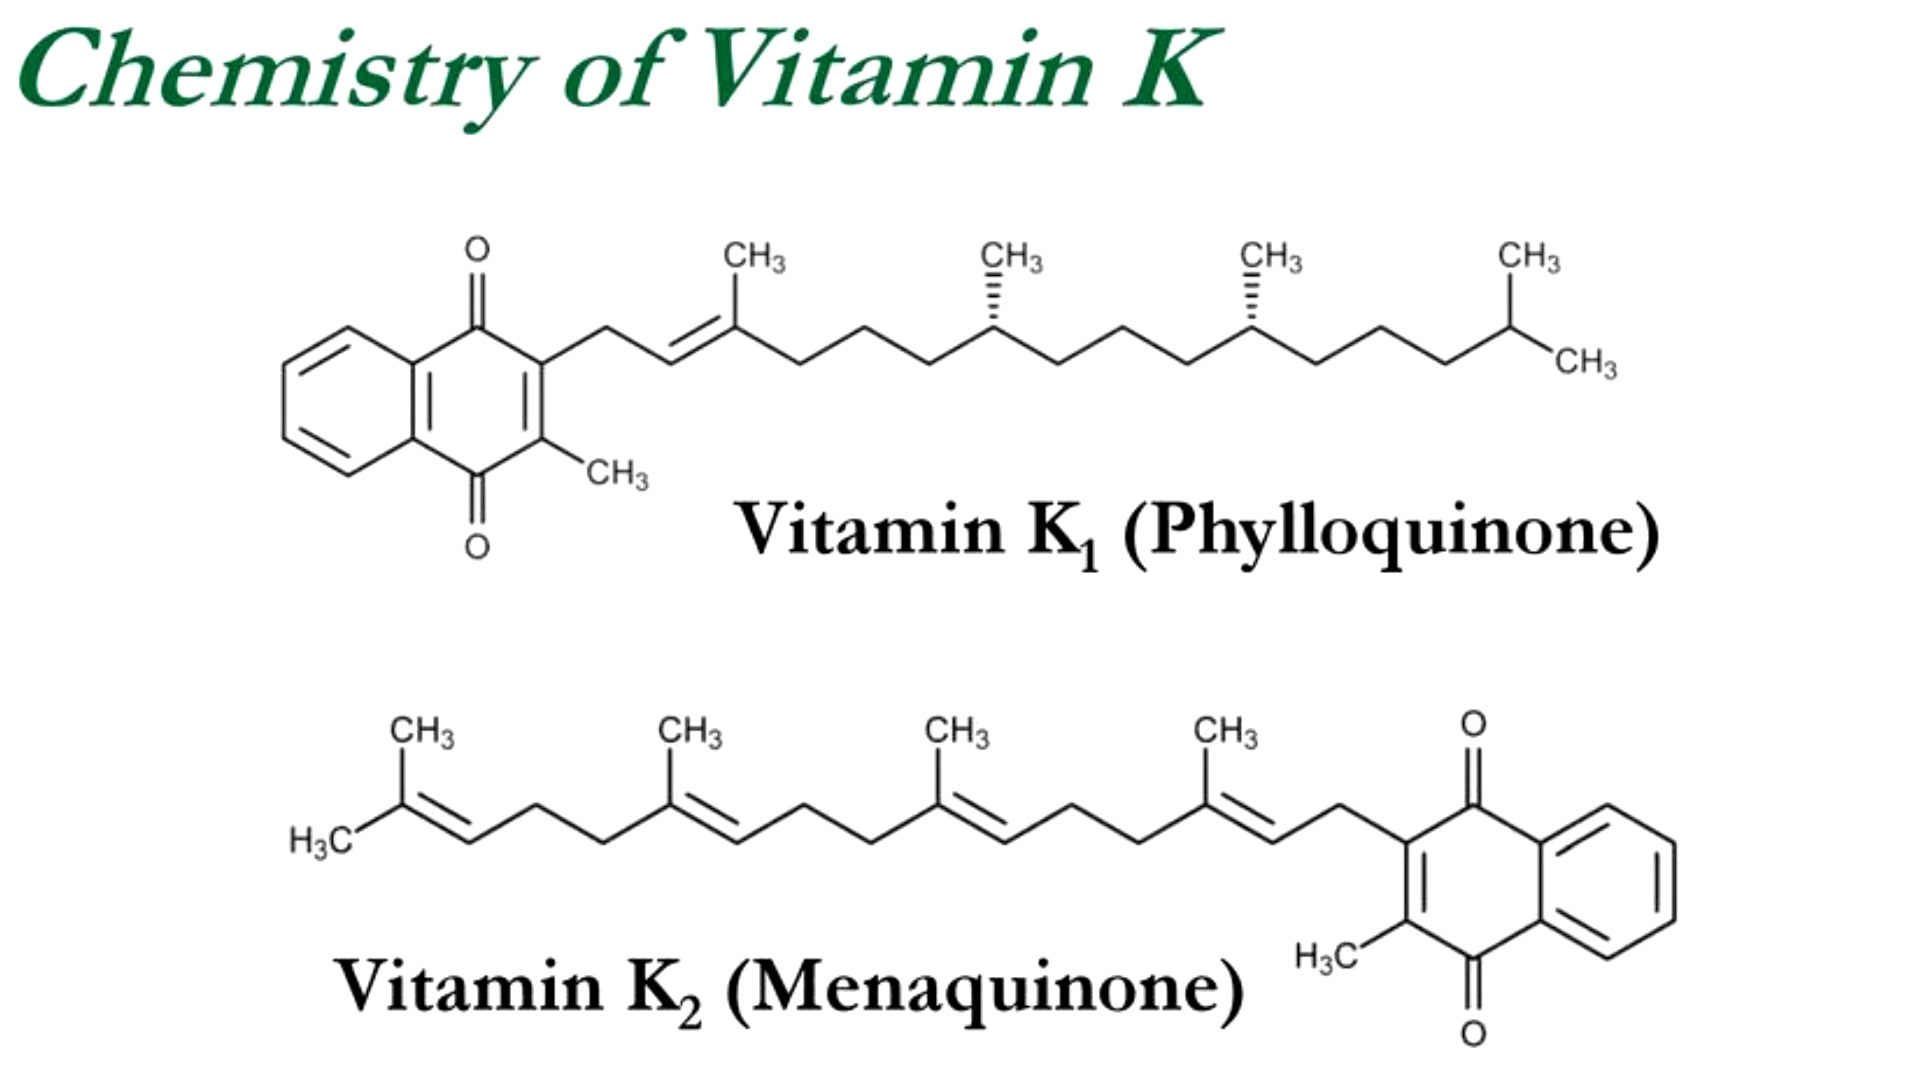 Chemistry of Vitamin K
O
CH₃ CH₃ CH₃ CH₃
CH₃
CH₃
O
Vitamin K₁ (Phylloquinone)
CH₃ CH₃ CH₃ CH₃ O
H₃C
H₃C
Vitamin K₂ (Menaquinone)
O